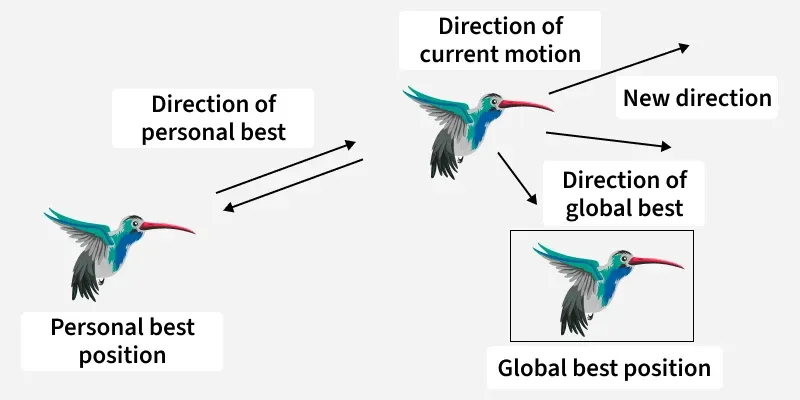 Direction of
current motion
New direction
Direction of
personal best
Direction of
global best
Personal best
position
Global best position